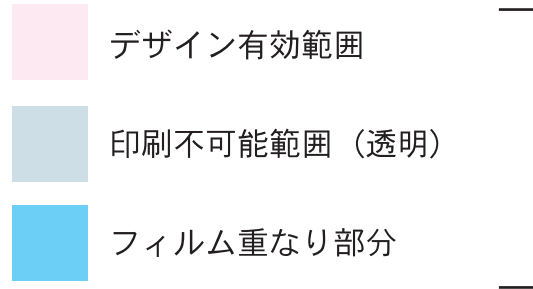 デザイン有効範囲
印刷不可能範囲（透明）
フィルム重なり部分